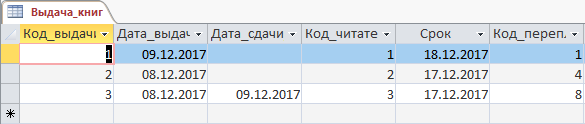 Выдача_книг
Код_выдачи Дата_выдач Дата_сдачи Код_читате Срок Код_переп.
1 09.12.2017 1 18.12.2017 1
2 08.12.2017 2 17.12.2017 4
3 08.12.2017 09.12.2017 3 17.12.2017 8